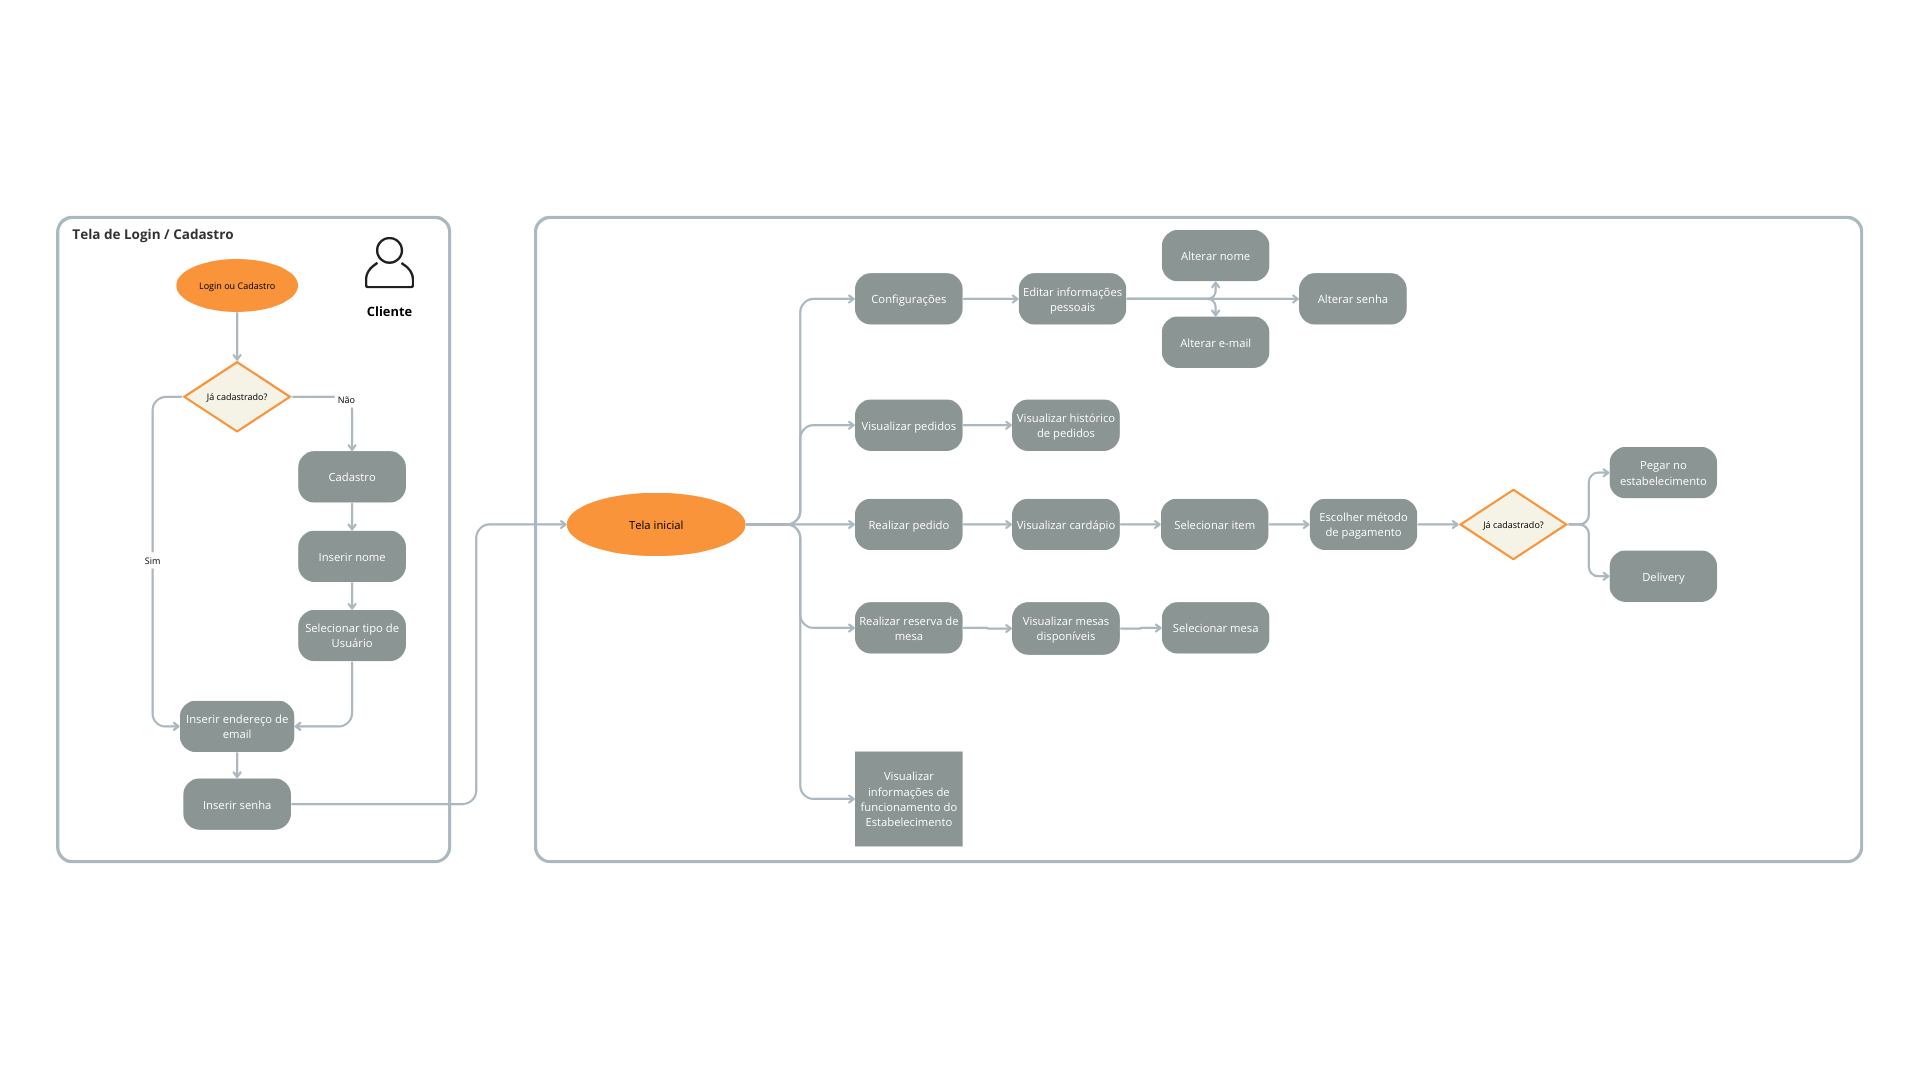 Tela de Login / Cadastro
Login ou Cadastro
Cliente
Já cadastrado?
Não
Cadastro
Inserir nome
Sim
Selecionar tipo de
Usuário
Inserir endereço de
email
Inserir senha
Tela inicial
Configurações
Editar informações
pessoais
Alterar nome
Alterar senha
Alterar e-mail
Visualizar pedidos
Visualizar histórico
de pedidos
Realizar pedido
Visualizar cardápio
Selecionar item
Escolher método
de pagamento
Já cadastrado?
Pegar no
estabelecimento
Delivery
Realizar reserva de
mesa
Visualizar mesas
disponíveis
Selecionar mesa
Visualizar
informações de
funcionamento do
Estabelecimento